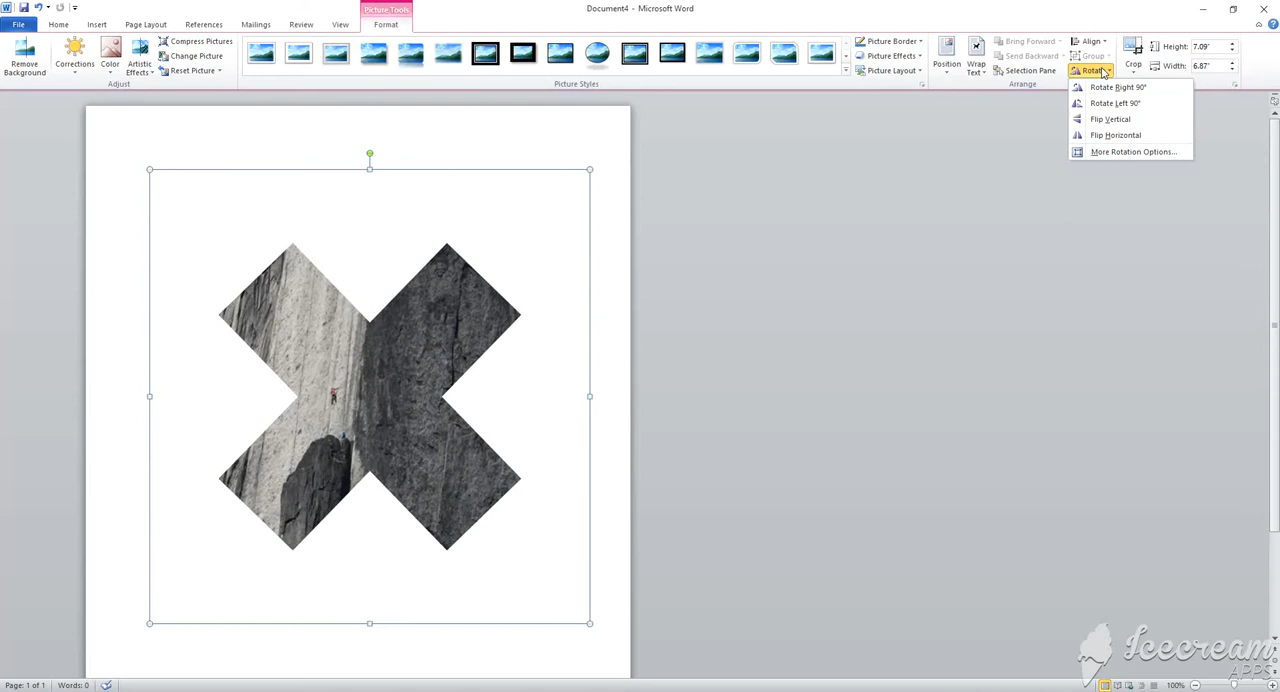 Document4 - Microsoft Word
Picture Tools
File Home Insert Page Layout References Mailings Review View Format
Remove Background
Corrections
Color
Artistic Effects
Compress Pictures
Change Picture
Reset Picture
Adjust
Picture Styles
Picture Border
Picture Effects
Picture Layout
Position
Wrap Text
Bring Forward
Send Backward
Selection Pane
Align
Group
Rotate
Arrange
Crop
Height: 7.09"
Width: 6.87"
Rotate Right 90°
Rotate Left 90°
Flip Vertical
Flip Horizontal
More Rotation Options...
Page: 1 of 1 Words: 0
100%
Icecream
APPS